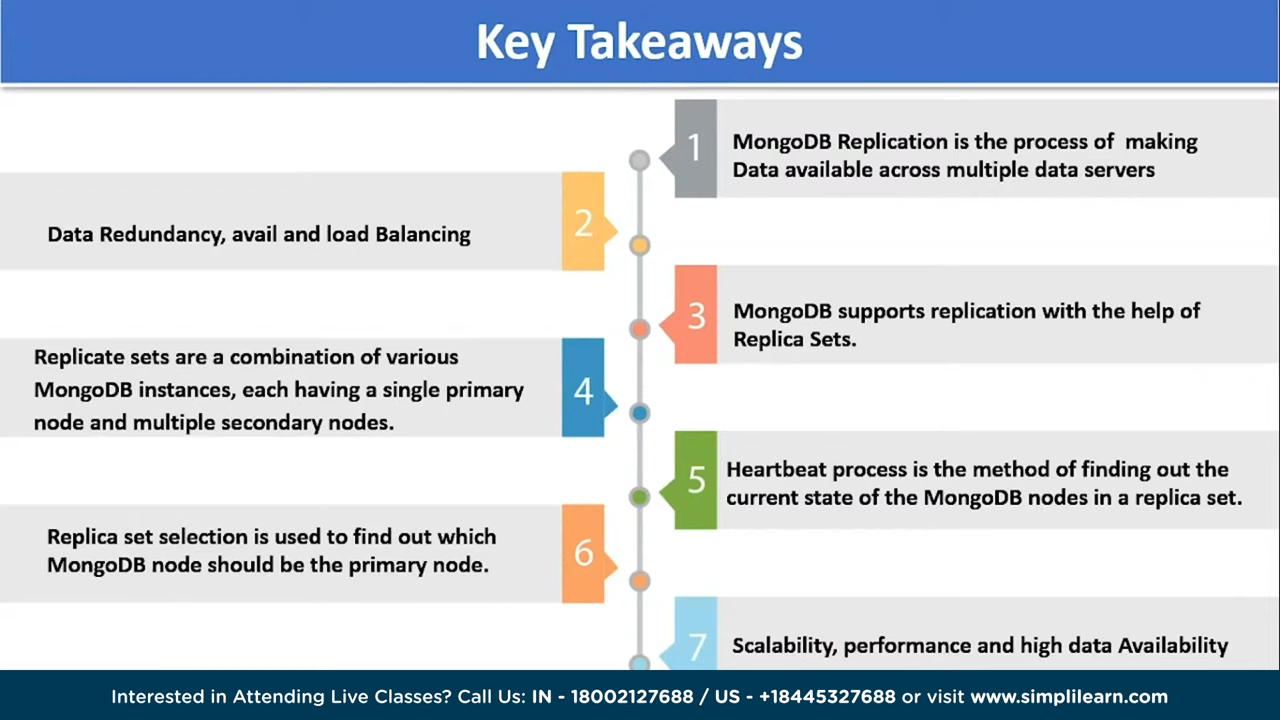 Key Takeaways
1
MongoDB Replication is the process of making
Data available across multiple data servers
2
Data Redundancy, avail and load Balancing
3
MongoDB supports replication with the help of
Replica Sets.
4
Replicate sets are a combination of various
MongoDB instances, each having a single primary
node and multiple secondary nodes.
5
Heartbeat process is the method of finding out the
current state of the MongoDB nodes in a replica set.
6
Replica set selection is used to find out which
MongoDB node should be the primary node.
7
Scalability, performance and high data Availability
Interested in Attending Live Classes? Call Us: IN - 18002127688 / US - +18445327688 or visit www.simplilearn.com